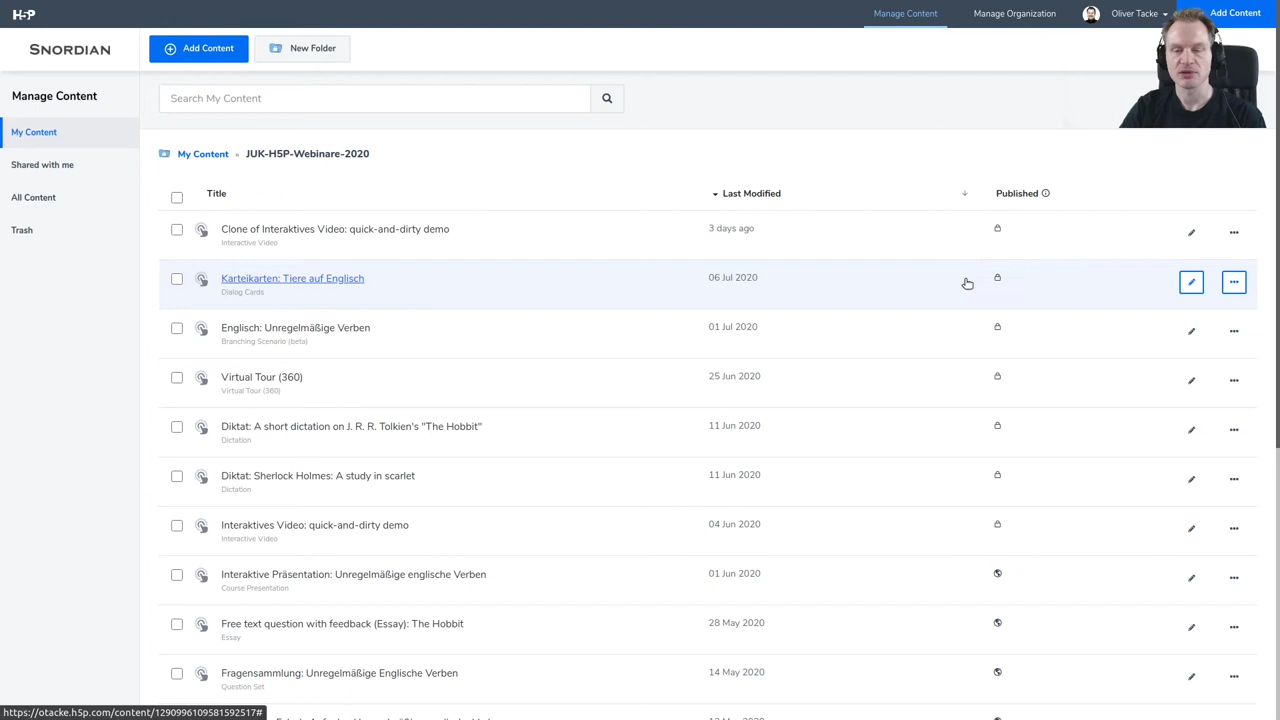 H5P
Manage Content
Manage Organization
Oliver Tacke
Add Content
SNORDIAN
Add Content
New Folder
Manage Content
Search My Content
My Content
Shared with me
All Content
Trash
My Content » JUK-H5P-Webinare-2020
Title
Last Modified
Published
Clone of Interaktives Video: quick-and-dirty demo
3 days ago
Interactive Video
Karteikarten: Tiere auf Englisch
06 Jul 2020
Dialog Cards
Englisch: Unregelmäßige Verben
01 Jul 2020
Branching Scenario (beta)
Virtual Tour (360)
25 Jun 2020
Virtual Tour (360)
Diktat: A short dictation on J. R. R. Tolkien's "The Hobbit"
11 Jun 2020
Dictation
Diktat: Sherlock Holmes: A study in scarlet
11 Jun 2020
Dictation
Interaktives Video: quick-and-dirty demo
04 Jun 2020
Interactive Video
Interaktive Präsentation: Unregelmäßige englische Verben
01 Jun 2020
Course Presentation
Free text question with feedback (Essay): The Hobbit
28 May 2020
Essay
Fragensammlung: Unregelmäßige Englische Verben
14 May 2020
Question Set
https://otacke.h5p.com/content/1290996109581592517#